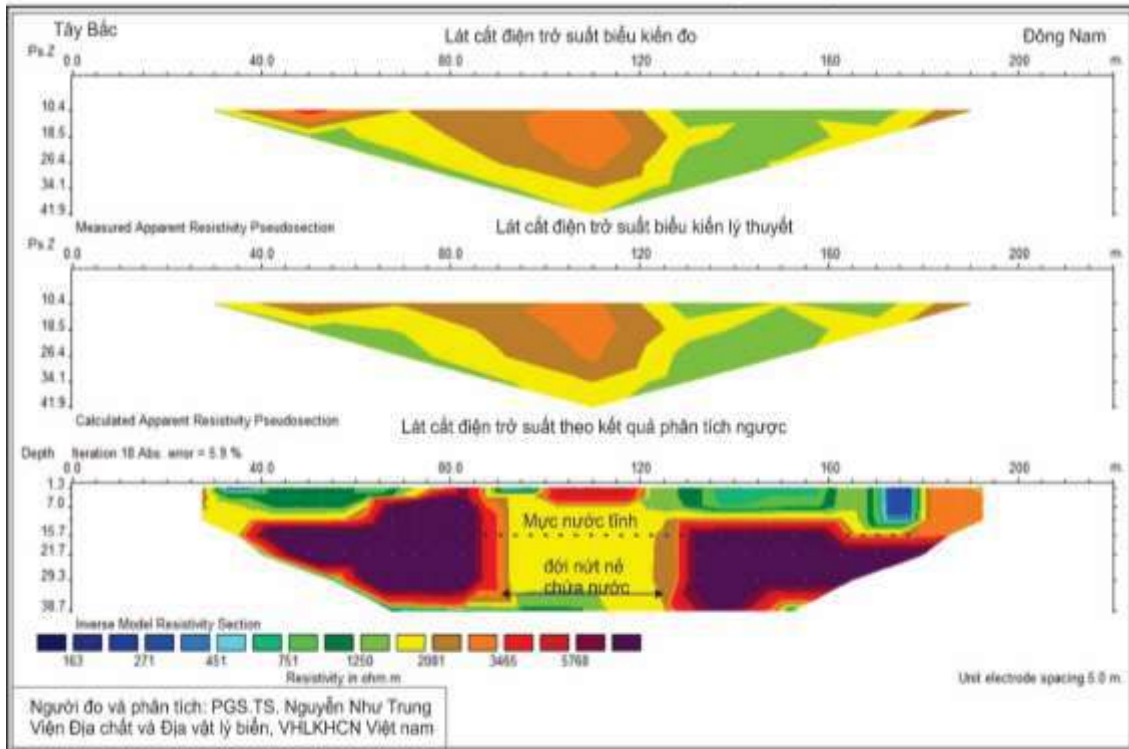 Tây Bắc
Lát cắt điện trở suất biểu kiến đo
Đông Nam
Ps.Z 0.0 40.0 80.0 120 160 200 m.
10.4
18.5
26.4
34.1
41.9
Measured Apparent Resistivity Pseudosection
Lát cắt điện trở suất biểu kiến lý thuyết
Ps.Z 0.0 40.0 80.0 120 160 200 m.
10.4
18.5
26.4
34.1
41.9
Calculated Apparent Resistivity Pseudosection
Lát cắt điện trở suất theo kết quả phân tích ngược
Depth Iteration 18 Abs. error = 5.9 %
0.0 40.0 80.0 120 160 200 m.
1.3
7.0
Mực nước tĩnh
15.7
21.7
đới nứt nẻ
29.3
chứa nước
38.7
Inverse Model Resistivity Section
163 271 451 751 1250 2081 3465 5768
Resistivity in ohm.m
Unit electrode spacing 5.0 m.
Người đo và phân tích: PGS.TS. Nguyễn Như Trung
Viện Địa chất và Địa vật lý biển, VHLKHCN Việt nam